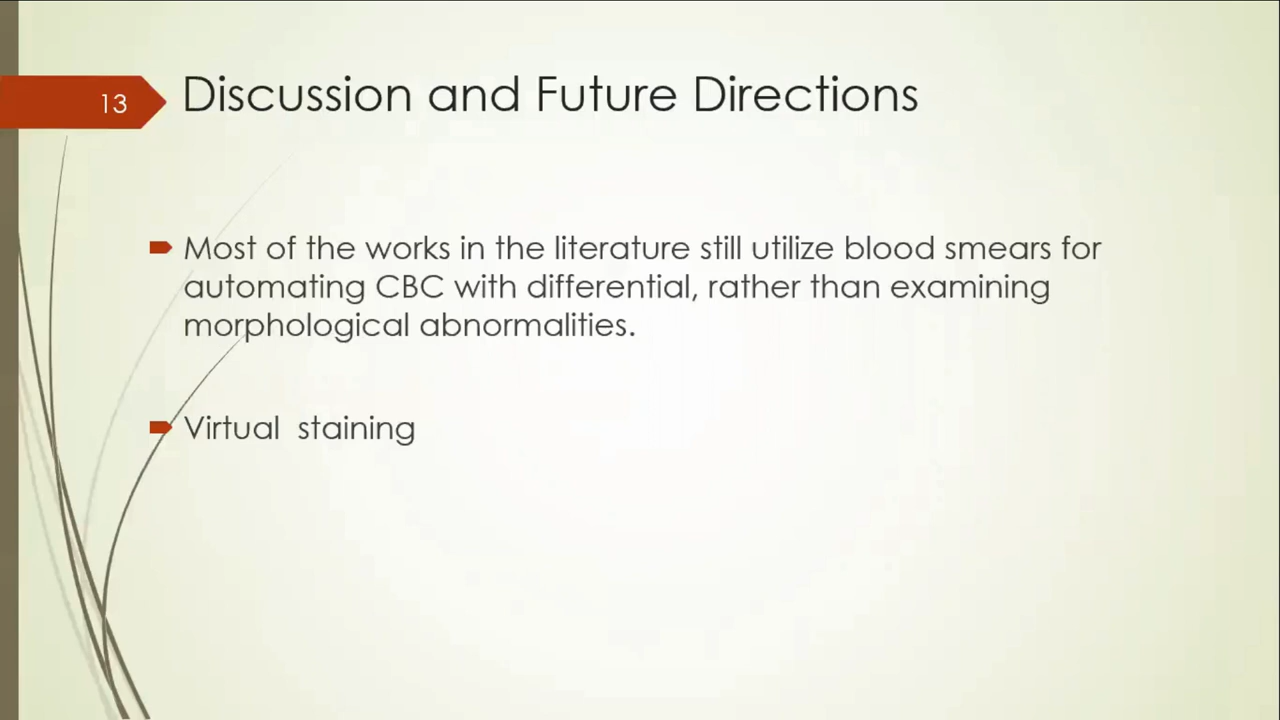 13
Discussion and Future Directions
Most of the works in the literature still utilize blood smears for
automating CBC with differential, rather than examining
morphological abnormalities.
Virtual  staining